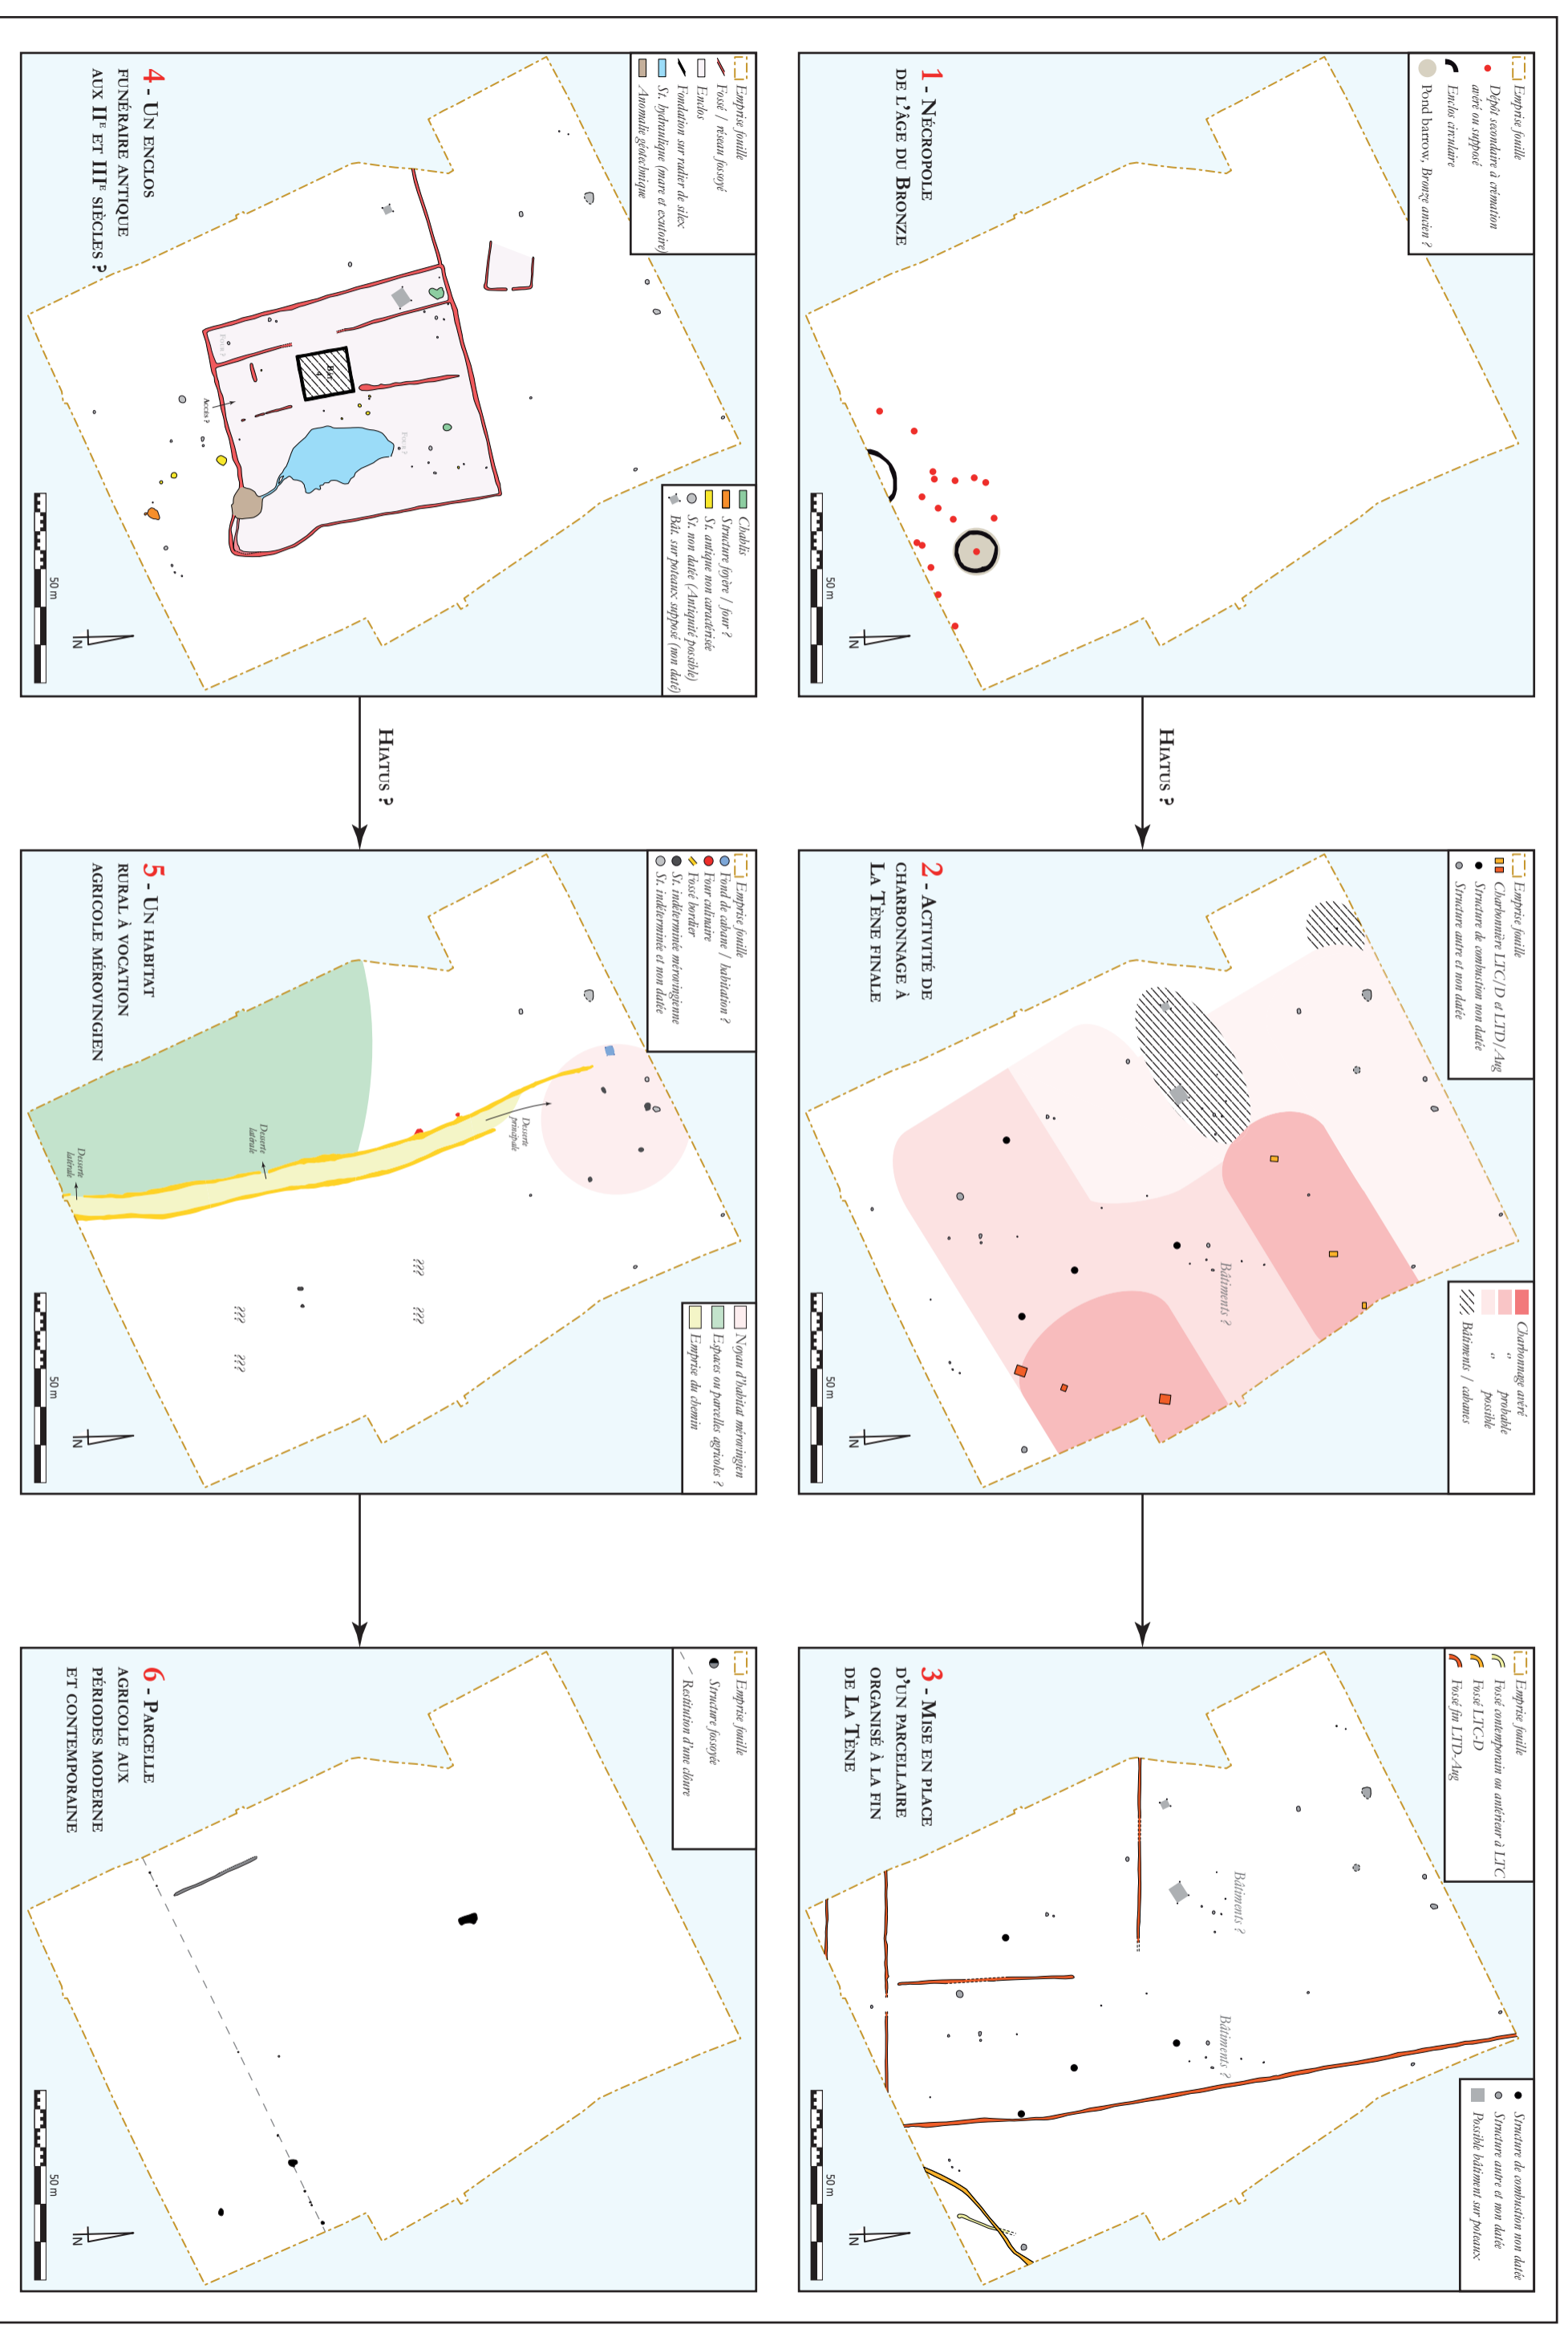 Emprise fouille
Dépôt secondaire à crémation
avéré ou supposé
Enclos circulaire
Pond barrow, Bronze ancien ?
1 - Nécropole
de l'âge du Bronze
50 m
N
Hiatus ?
Emprise fouille
Charbonnière LTC/D et LTD/Aug
Structure de combustion non datée
Structure autre et non datée
Charbonnage avéré
" probable
" possible
Bâtiments / cabanes
Bâtiments ?
2 - Activité de
charbonnage à
La Tène finale
50 m
N
Emprise fouille
Fossé contemporain ou antérieur à LTC
Fossé LTC-D
Fossé fin LTD-Aug
Structure de combustion non datée
Structure autre et non datée
Possible bâtiment sur poteaux
Bâtiments ?
Bâtiments ?
3 - Mise en place
d'un parcellaire
organisé à la fin
de La Tène
50 m
N
Emprise fouille
Fossé / réseau fossoyé
Enclos
Fondation sur radier de silex
St. hydraulique (mare et exutoire)
Anomalie géotechnique
Chablis
Structure foyère / four ?
St. antique non caractérisée
St. non datée (Antiquité possible)
Bât. sur poteaux supposé (non daté)
Accès ?
4 - Un enclos
funéraire antique
aux IIe et IIIe siècles ?
50 m
N
Hiatus ?
Emprise fouille
Fond de cabane / habitation ?
Four culinaire
Fossé bordier
St. indéterminée mérovingienne
St. indéterminée et non datée
Noyau d'habitat mérovingien
Espaces ou parcelles agricoles ?
Emprise du chemin
Desserte
principale
??? ???
Desserte
latérale
??? ???
Desserte
latérale
5 - Un habitat
rural à vocation
agricole mérovingien
50 m
N
Emprise fouille
Structure fossoyée
Restitution d'une clôture
6 - Parcelle
agricole aux
périodes moderne
et contemporaine
50 m
N